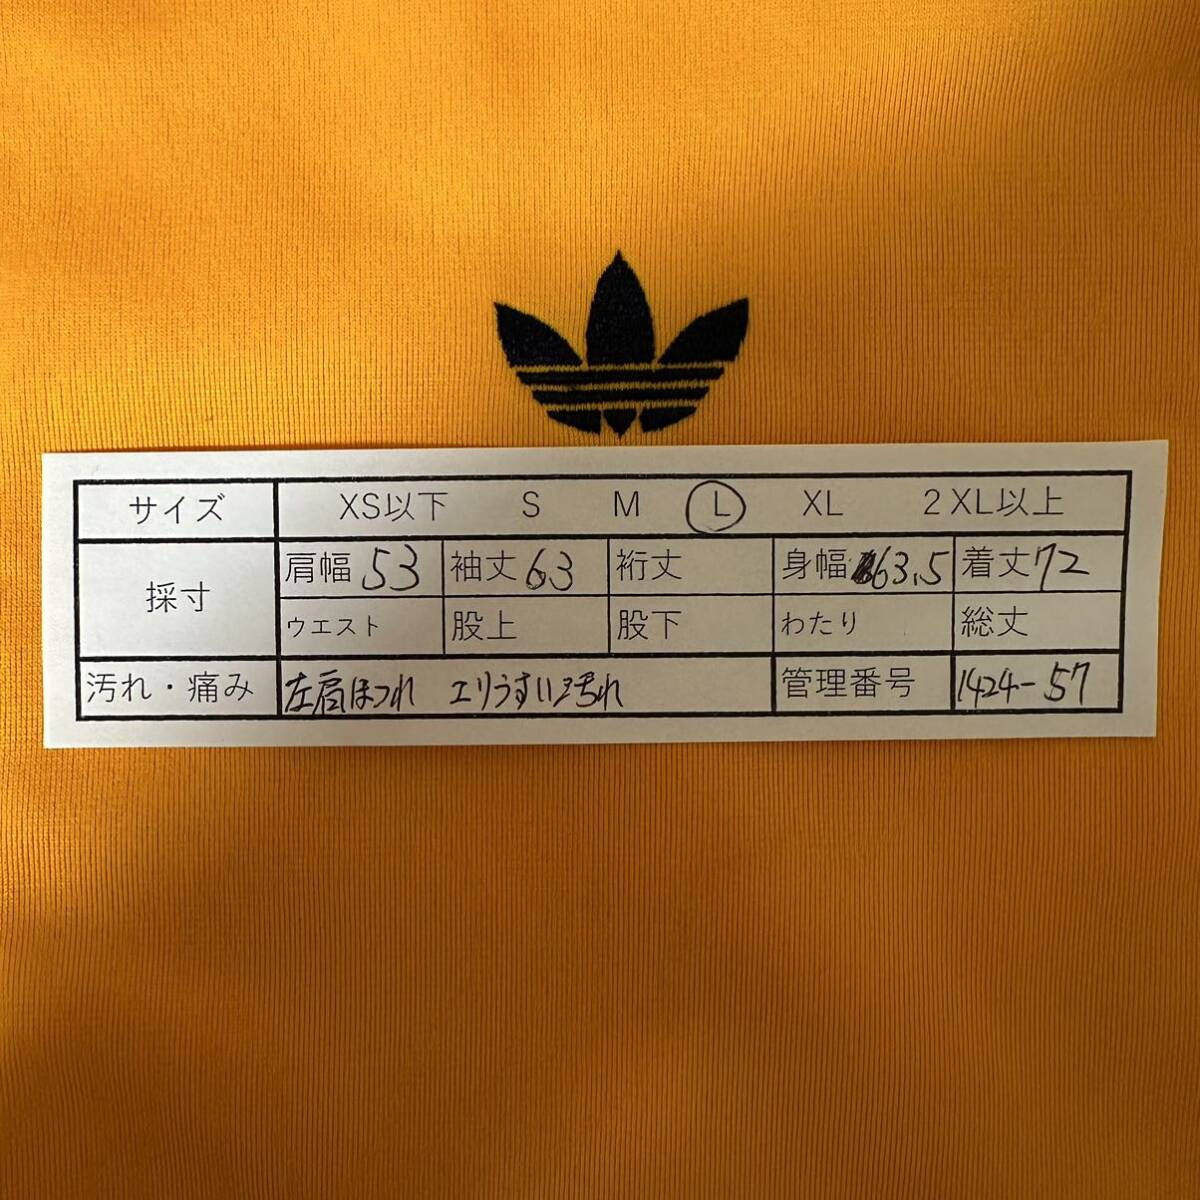 サイズ XS以下 S M L XL 2XL以上
採寸 肩幅 53 袖丈 63 裄丈 身幅 63.5 着丈 72
ウエスト 股上 股下 わたり 総丈
汚れ・痛み 左肩ほつれ エリうすい汚れ 管理番号 1424-57